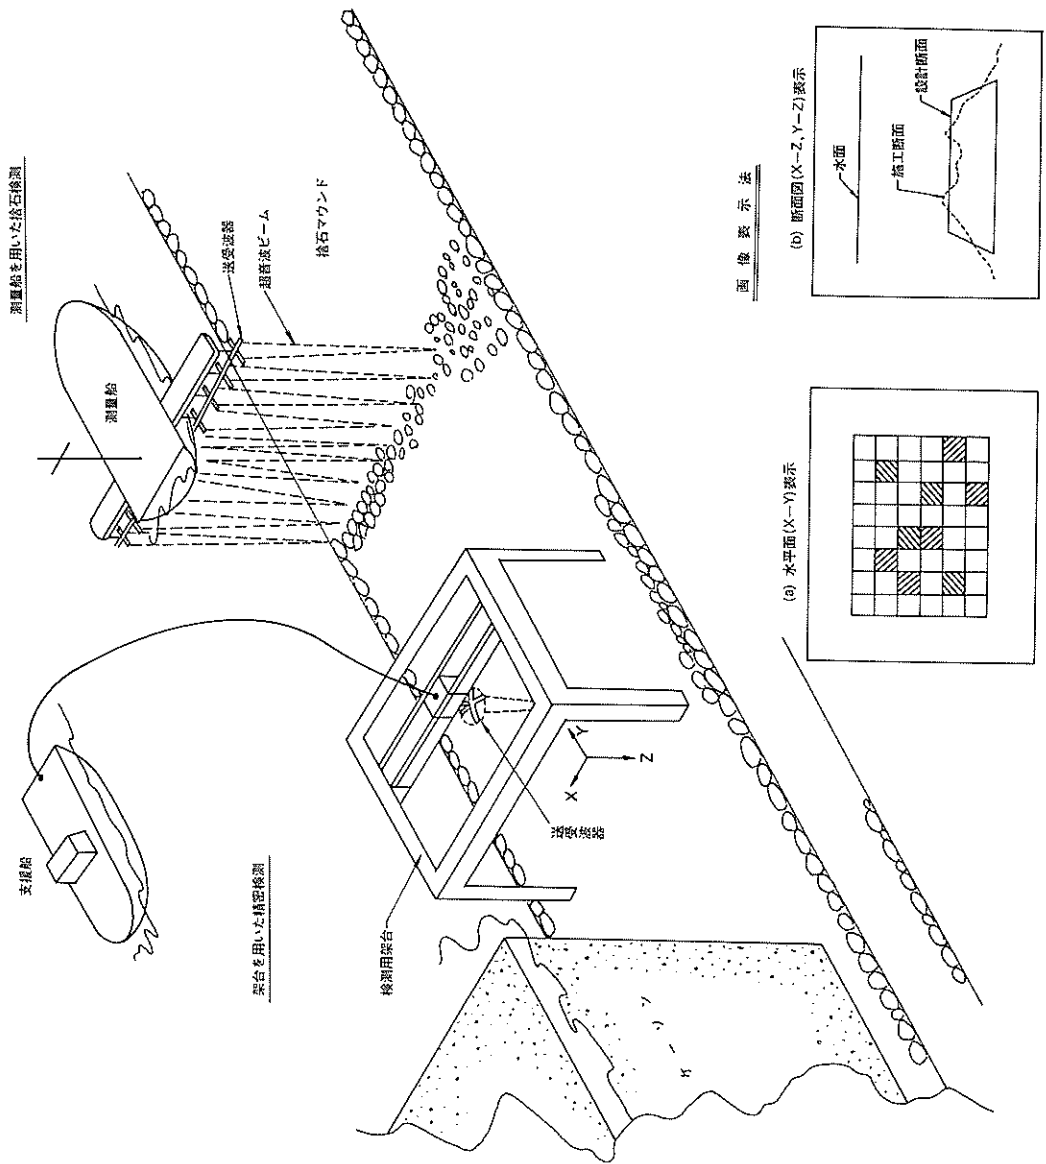 測量船を用いた捨石検測
測量船
送受波器
超音波ビーム
捨石マウンド
支援船
架台を用いた精密検測
検測用架台
送受波器
X
Y
Z
ケーソン
画像表示法
(a) 水平面(X−Y)表示
(b) 断面図(X−Z,Y−Z)表示
水面
施工断面
設計断面